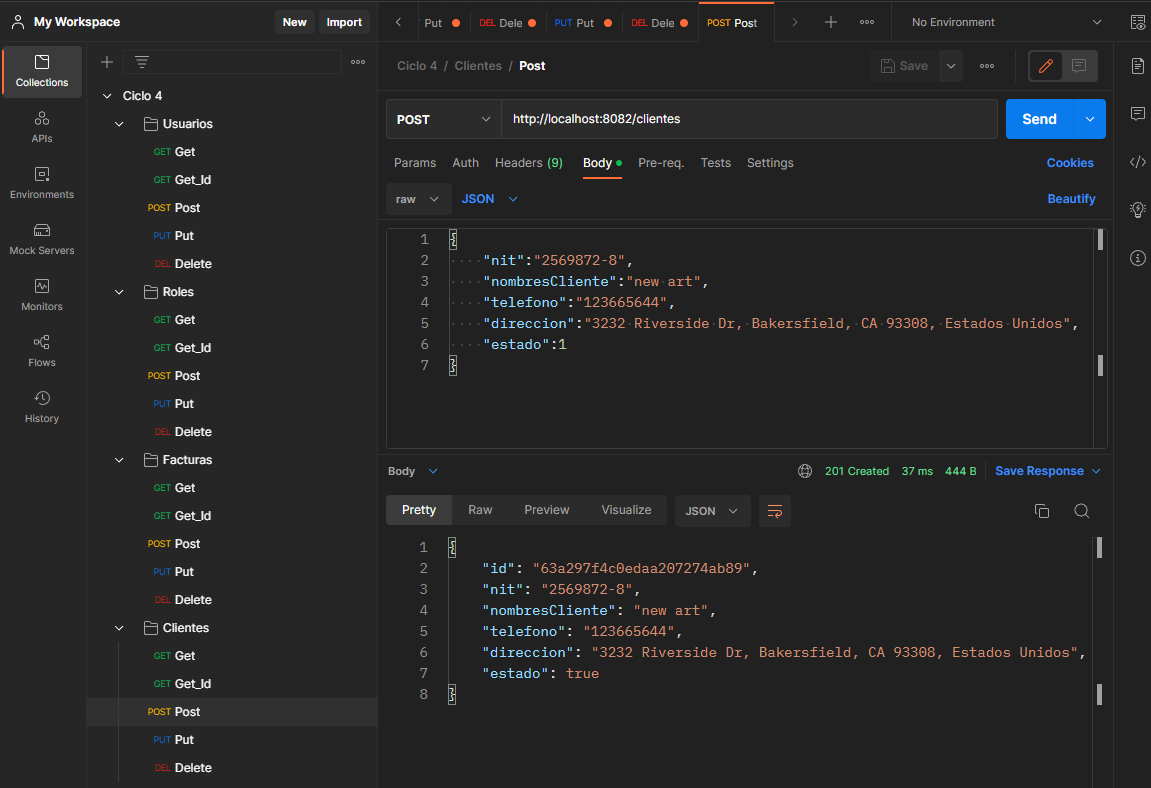 My Workspace
New
Import
Put
DEL Dele
PUT Put
DEL Dele
POST Post
No Environment
Collections
APIs
Environments
Mock Servers
Monitors
Flows
History
Ciclo 4
Usuarios
GET Get
GET Get_Id
POST Post
PUT Put
DEL Delete
Roles
GET Get
GET Get_Id
POST Post
PUT Put
DEL Delete
Facturas
GET Get
GET Get_Id
POST Post
PUT Put
DEL Delete
Clientes
GET Get
GET Get_Id
POST Post
PUT Put
DEL Delete
Ciclo 4 / Clientes / Post
Save
POST
http://localhost:8082/clientes
Send
Params Auth Headers (9) Body Pre-req. Tests Settings
Cookies
raw
JSON
Beautify
1 {
2 "nit":"2569872-8",
3 "nombresCliente":"new art",
4 "telefono":"123665644",
5 "direccion":"3232 Riverside Dr, Bakersfield, CA 93308, Estados Unidos",
6 "estado":1
7 }
Body
201 Created 37 ms 444 B
Save Response
Pretty Raw Preview Visualize
JSON
1 {
2 "id": "63a297f4c0edaa207274ab89",
3 "nit": "2569872-8",
4 "nombresCliente": "new art",
5 "telefono": "123665644",
6 "direccion": "3232 Riverside Dr, Bakersfield, CA 93308, Estados Unidos",
7 "estado": true
8 }